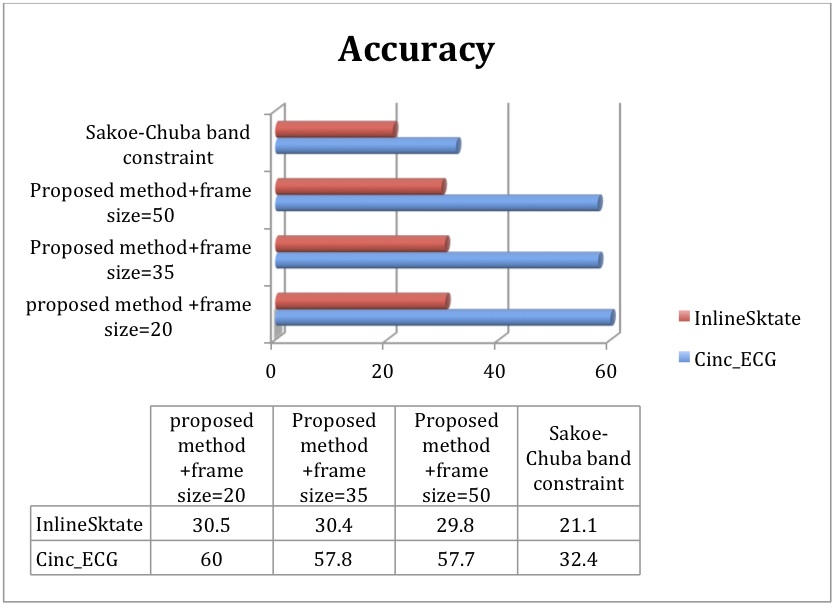 Accuracy
Sakoe-Chuba band
constraint
Proposed method+frame
size=50
Proposed method+frame
size=35
proposed method +frame
size=20
0 20 40 60
InlineSktate
Cinc_ECG
proposed
method
+frame
size=20
Proposed
method
+frame
size=35
Proposed
method
+frame
size=50
Sakoe-
Chuba band
constraint
InlineSktate 30.5 30.4 29.8 21.1
Cinc_ECG 60 57.8 57.7 32.4